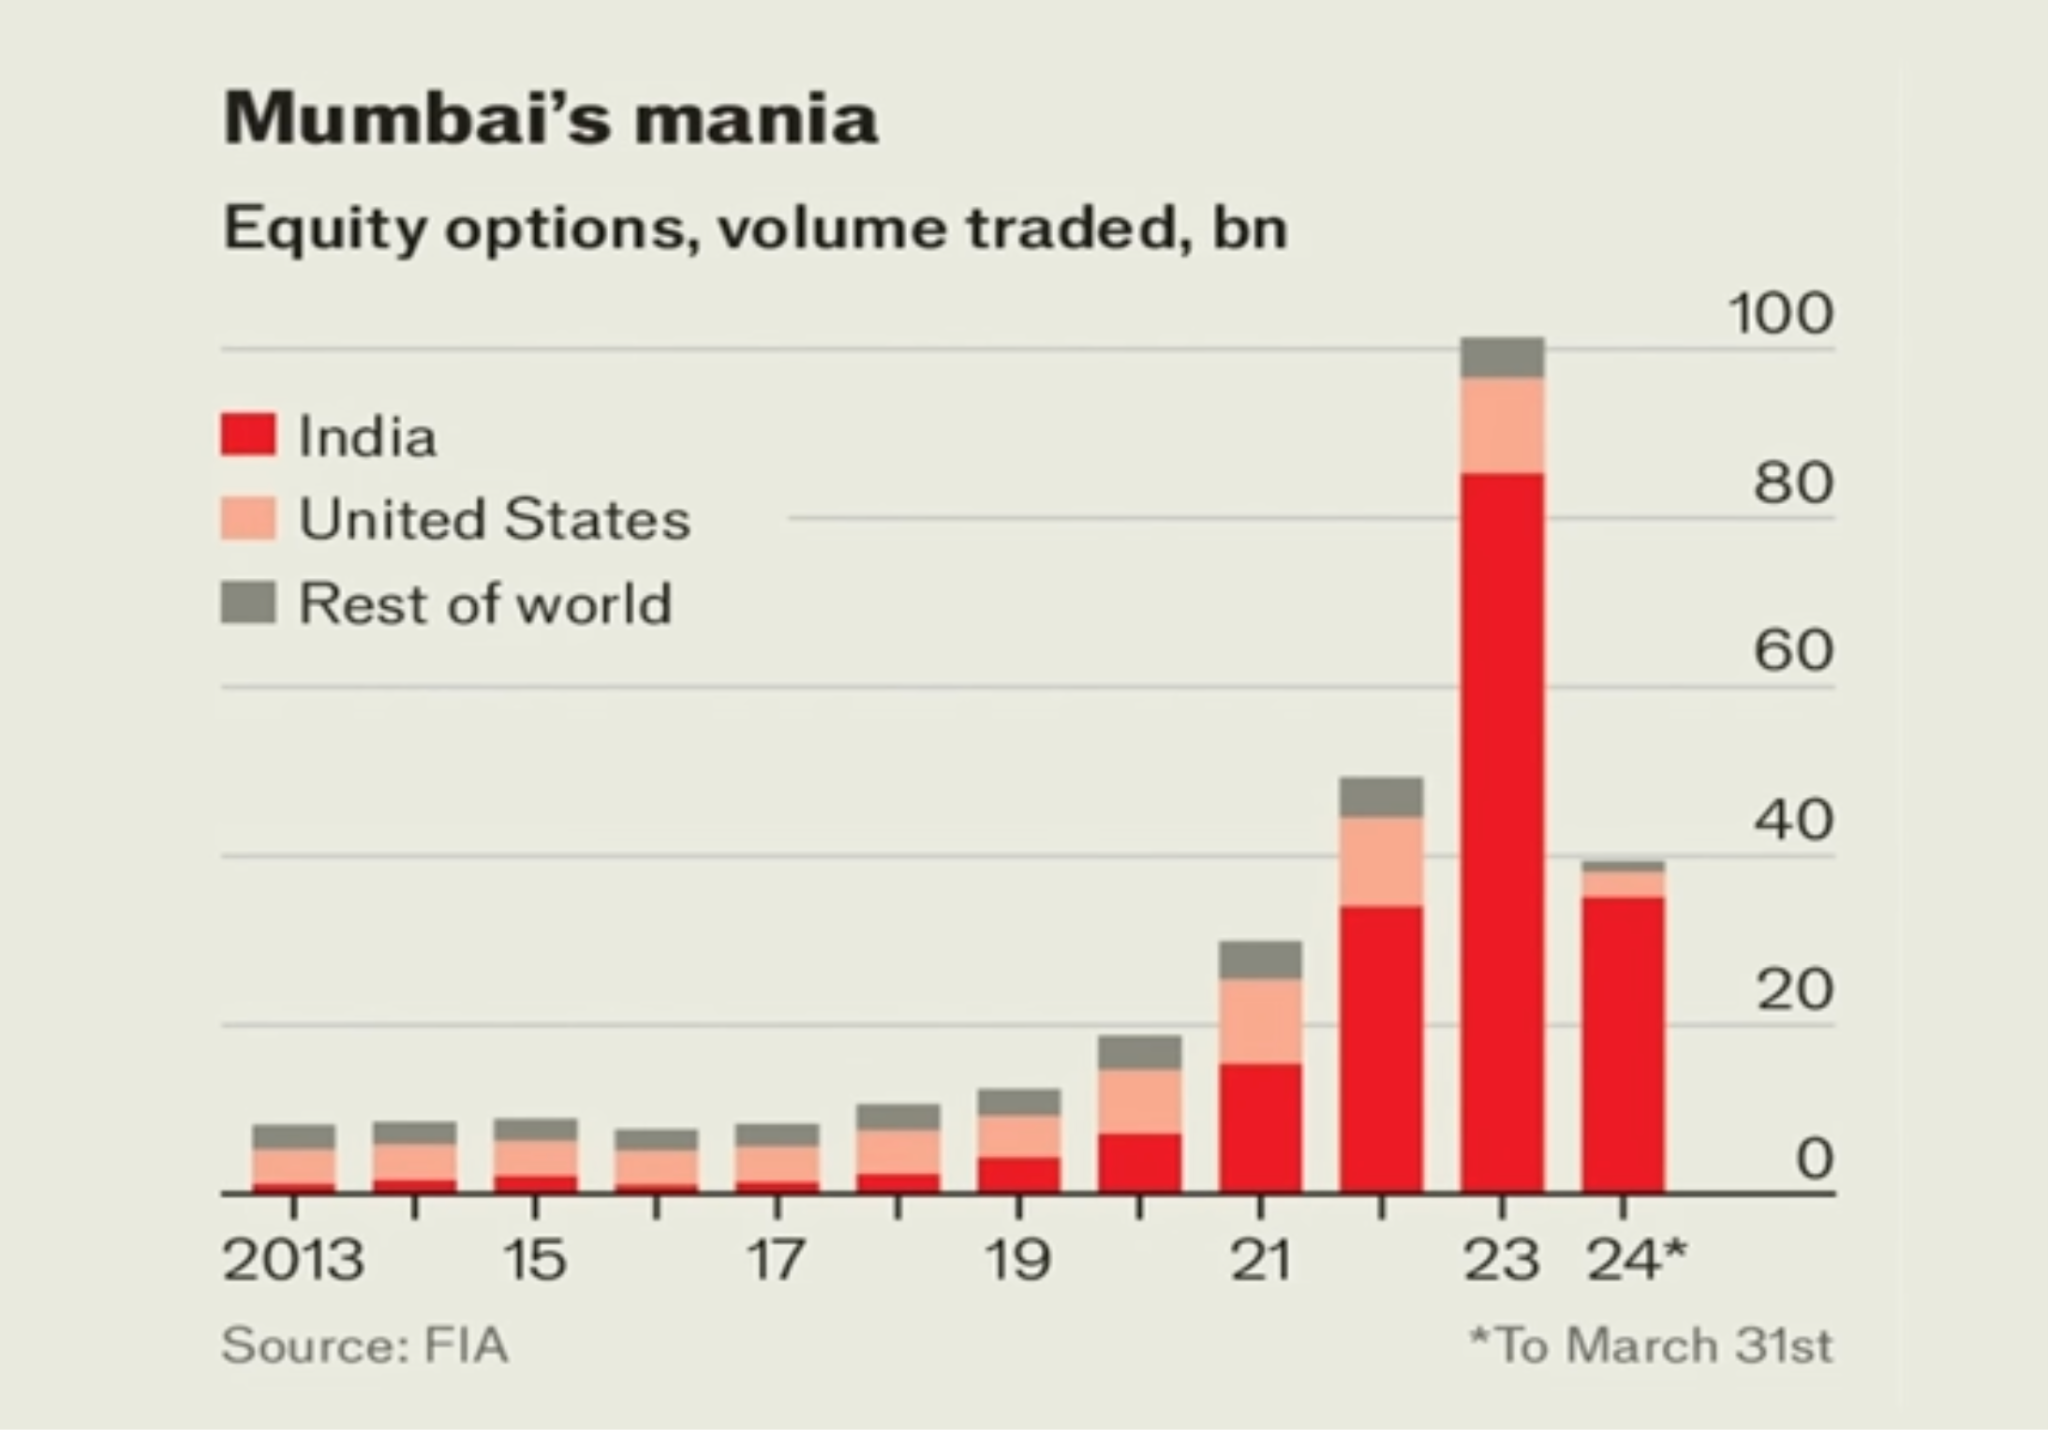 Mumbai's mania
Equity options, volume traded, bn
100
India
80
United States
Rest of world
60
40
20
0
2013 15 17 19 21 23 24*
Source: FIA
*To March 31st